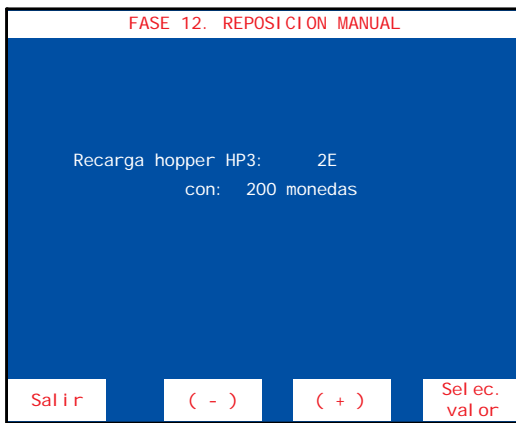 FASE 12. REPOSICION MANUAL
Recarga hopper HP3: 2E
con: 200 monedas
Salir ( - ) ( + ) Selec.
valor